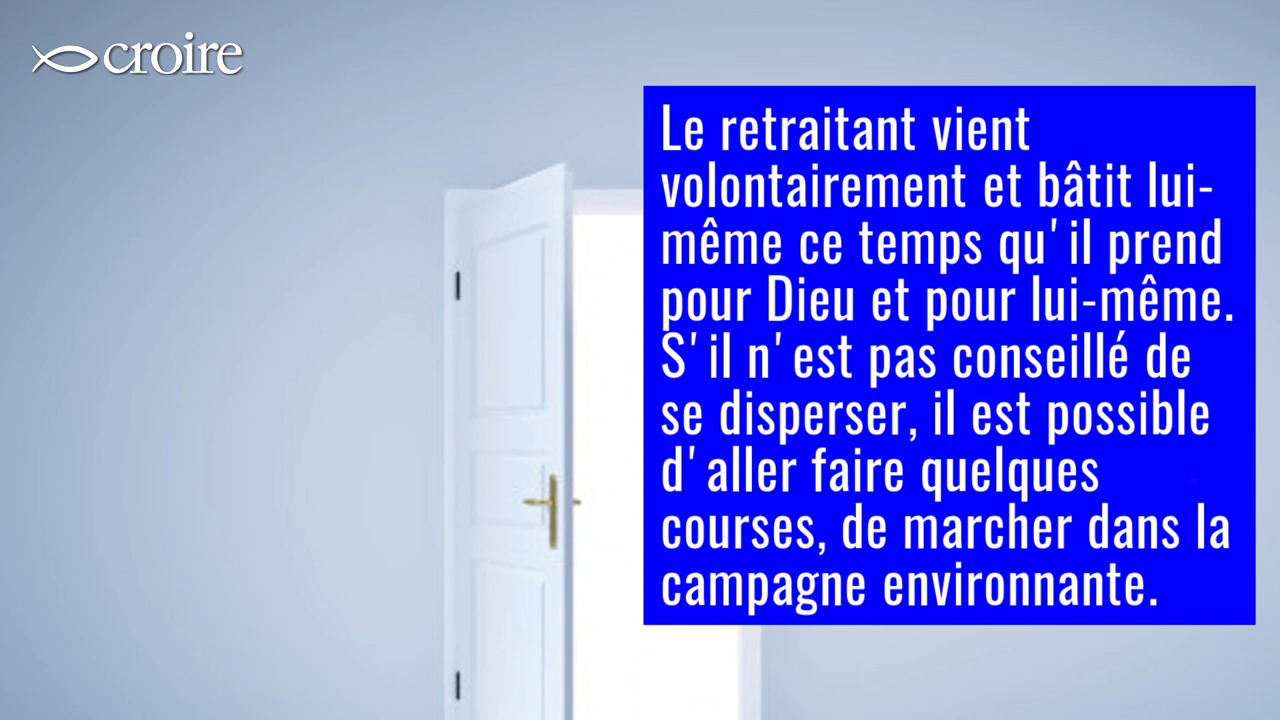 croire
Le retraitant vient
volontairement et bâtit lui-
même ce temps qu'il prend
pour Dieu et pour lui-même.
S'il n'est pas conseillé de
se disperser, il est possible
d'aller faire quelques
courses, de marcher dans la
campagne environnante.